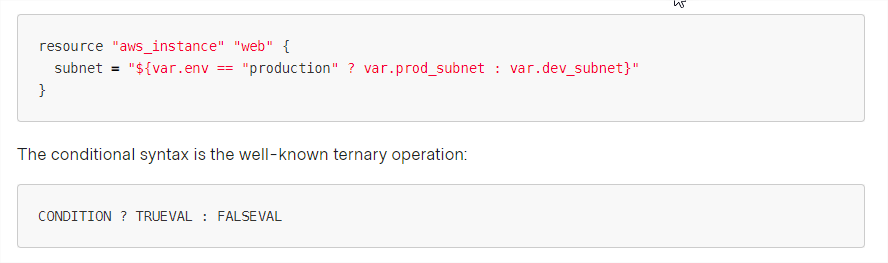 resource "aws_instance" "web" {
  subnet = "${var.env == "production" ? var.prod_subnet : var.dev_subnet}"
}
The conditional syntax is the well-known ternary operation:
CONDITION ? TRUEVAL : FALSEVAL